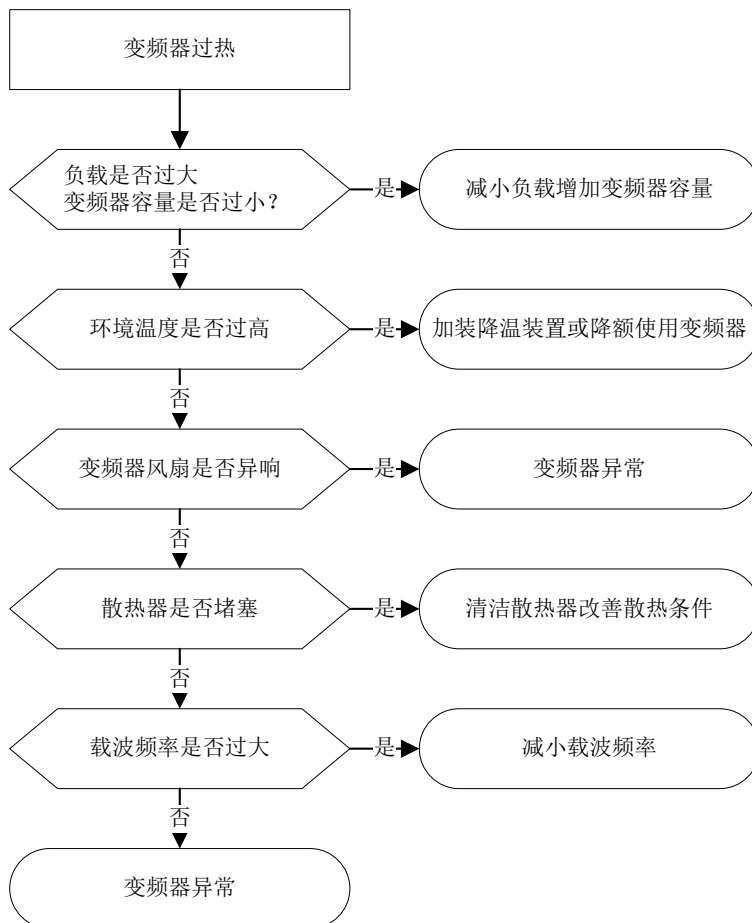 变频器过热
负载是否过大
变频器容量是否过小?
是
减小负载增加变频器容量
否
环境温度是否过高
是
加装降温装置或降额使用变频器
否
变频器风扇是否异响
是
变频器异常
否
散热器是否堵塞
是
清洁散热器改善散热条件
否
载波频率是否过大
是
减小载波频率
否
变频器异常